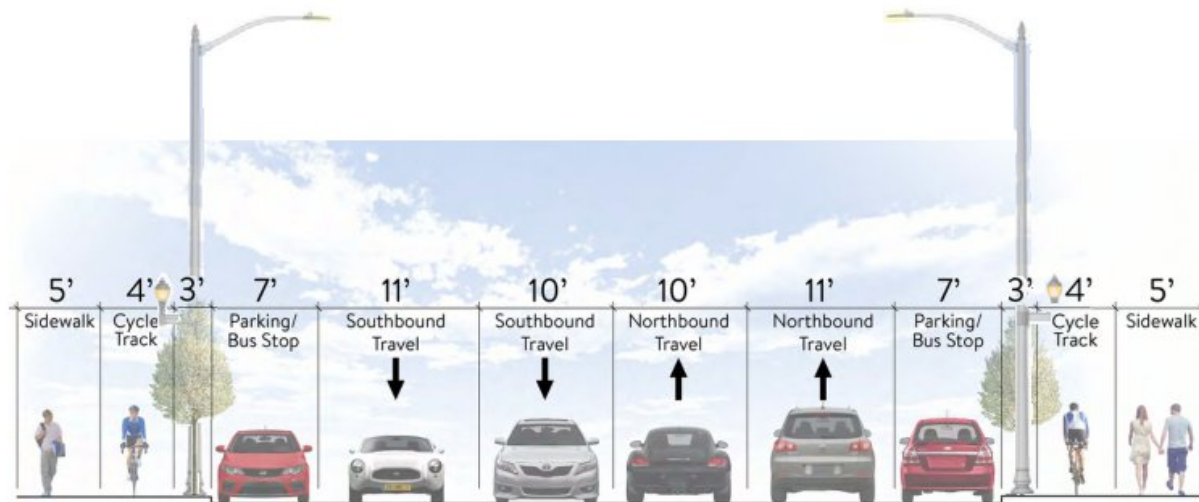 5' 4' 3' 7' 11' 10' 10' 11' 7' 3' 4' 5'
Sidewalk Cycle Parking/ Southbound Southbound Northbound Northbound Parking/ Cycle Sidewalk
Track Bus Stop Travel Travel Travel Travel Bus Stop Track